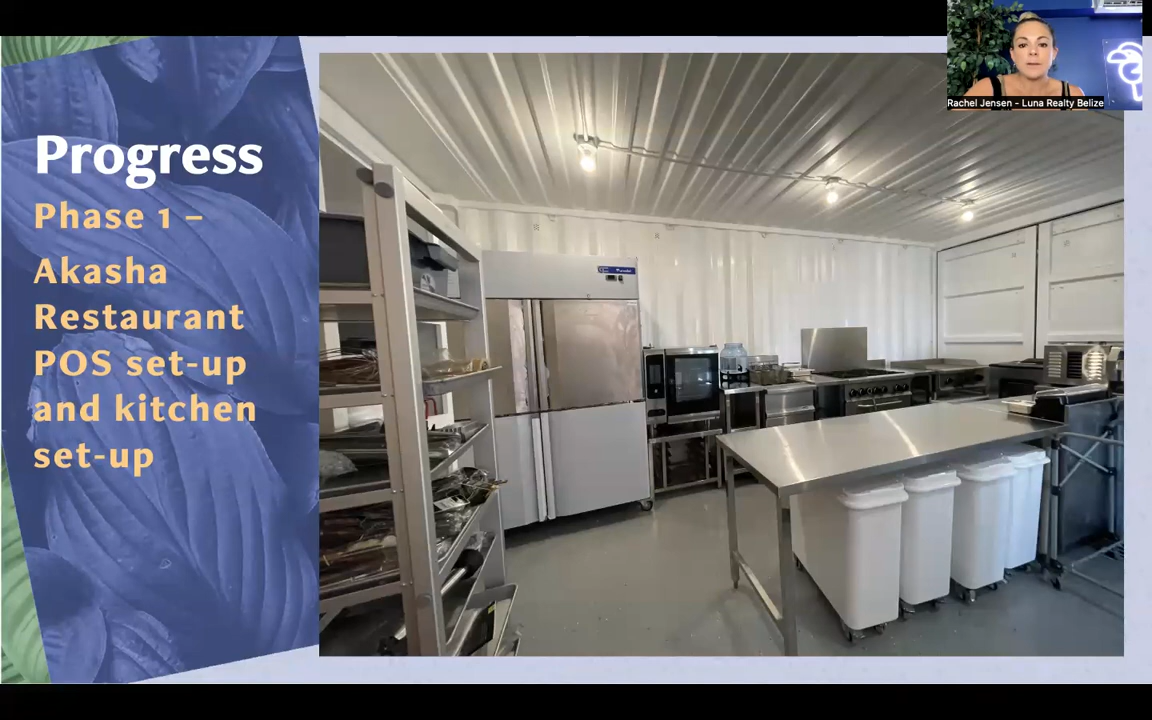 Progress
Phase 1 –
Akasha
Restaurant
POS set-up
and kitchen
set-up
Rachel Jensen - Luna Realty Belize